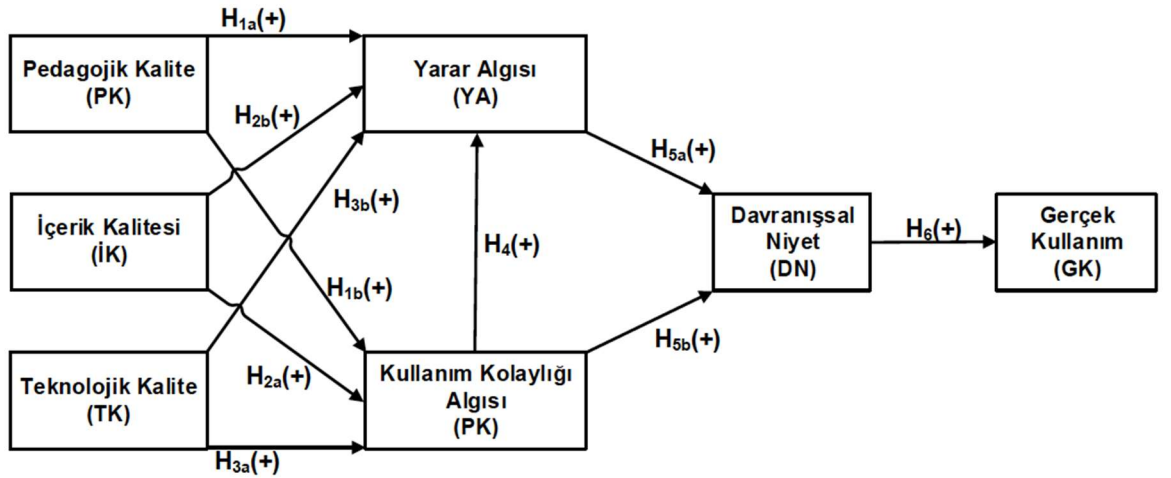 H1a(+)
Pedagojik Kalite
(PK)
Yarar Algısı
(YA)
H2b(+)
H5a(+)
H3b(+)
İçerik Kalitesi
(İK)
H4(+)
Davranışsal
Niyet
(DN)
H6(+)
Gerçek
Kullanım
(GK)
H1b(+)
H5b(+)
Teknolojik Kalite
(TK)
H2a(+)
Kullanım Kolaylığı
Algısı
(PK)
H3a(+)